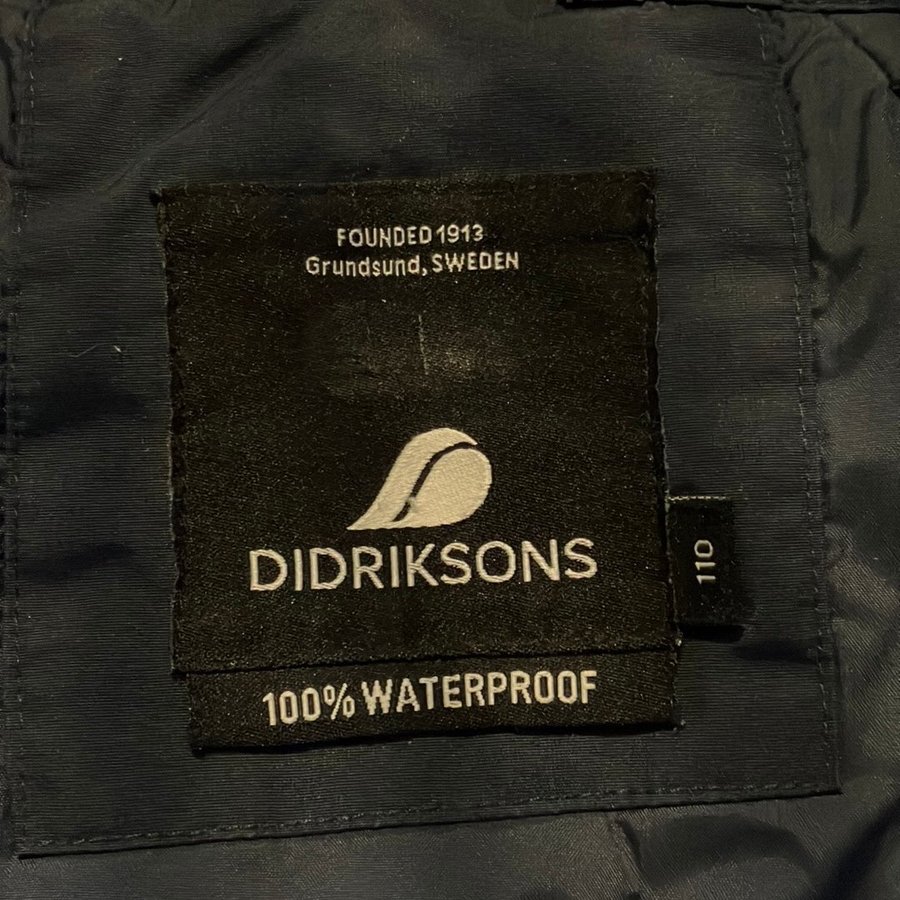 FOUNDED 1913
Grundsund, SWEDEN
DIDRIKSONS
110
100% WATERPROOF